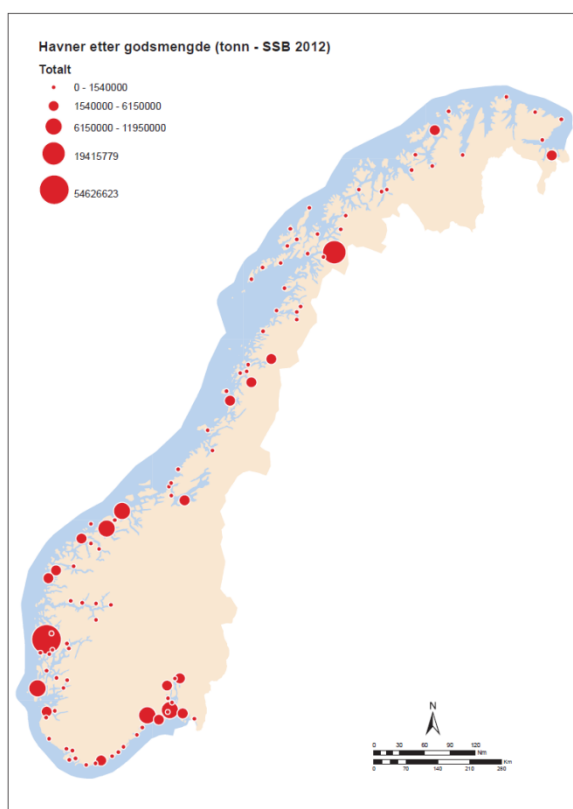 Havner etter godsmengde (tonn - SSB 2012)
Totalt
0 - 1540000
1540000 - 6150000
6150000 - 11950000
19415779
54626623
N
0 30 60 90 120
Nm
0 70 140 210 280
Km